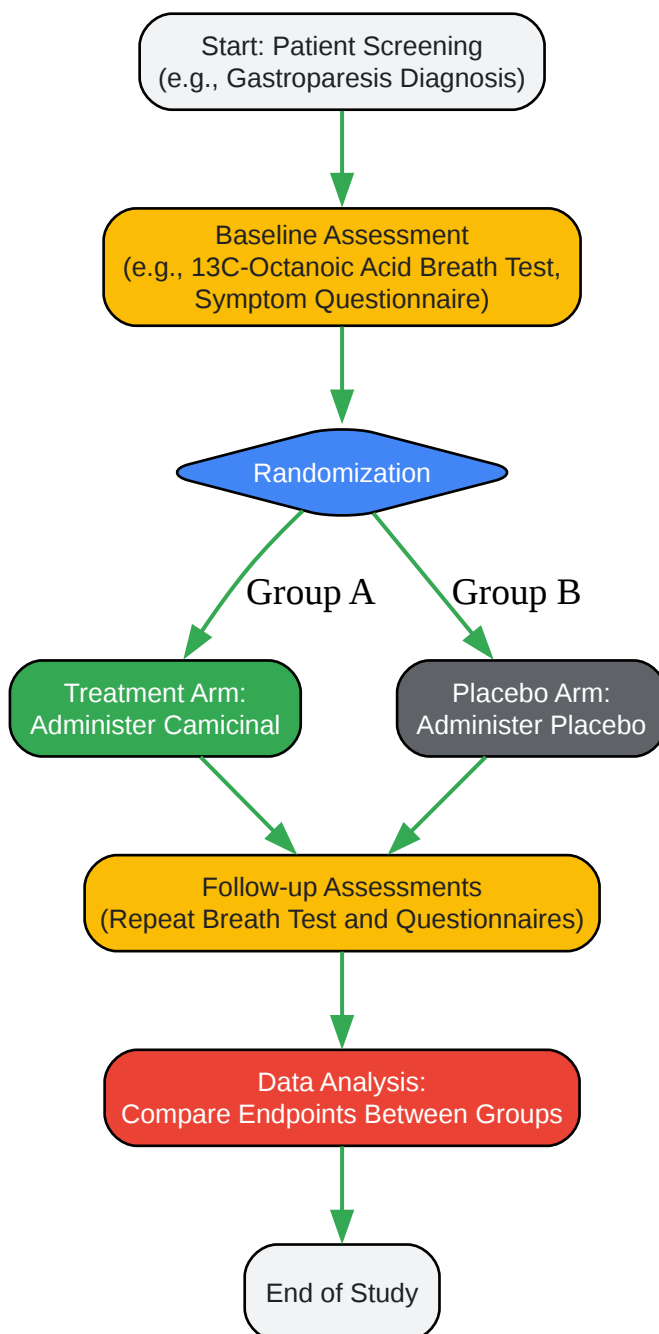 Start: Patient Screening
(e.g., Gastroparesis Diagnosis)
Baseline Assessment
(e.g., 13C-Octanoic Acid Breath Test,
Symptom Questionnaire)
Randomization
Group A
Group B
Treatment Arm:
Administer Camicinal
Placebo Arm:
Administer Placebo
Follow-up Assessments
(Repeat Breath Test and Questionnaires)
Data Analysis:
Compare Endpoints Between Groups
End of Study